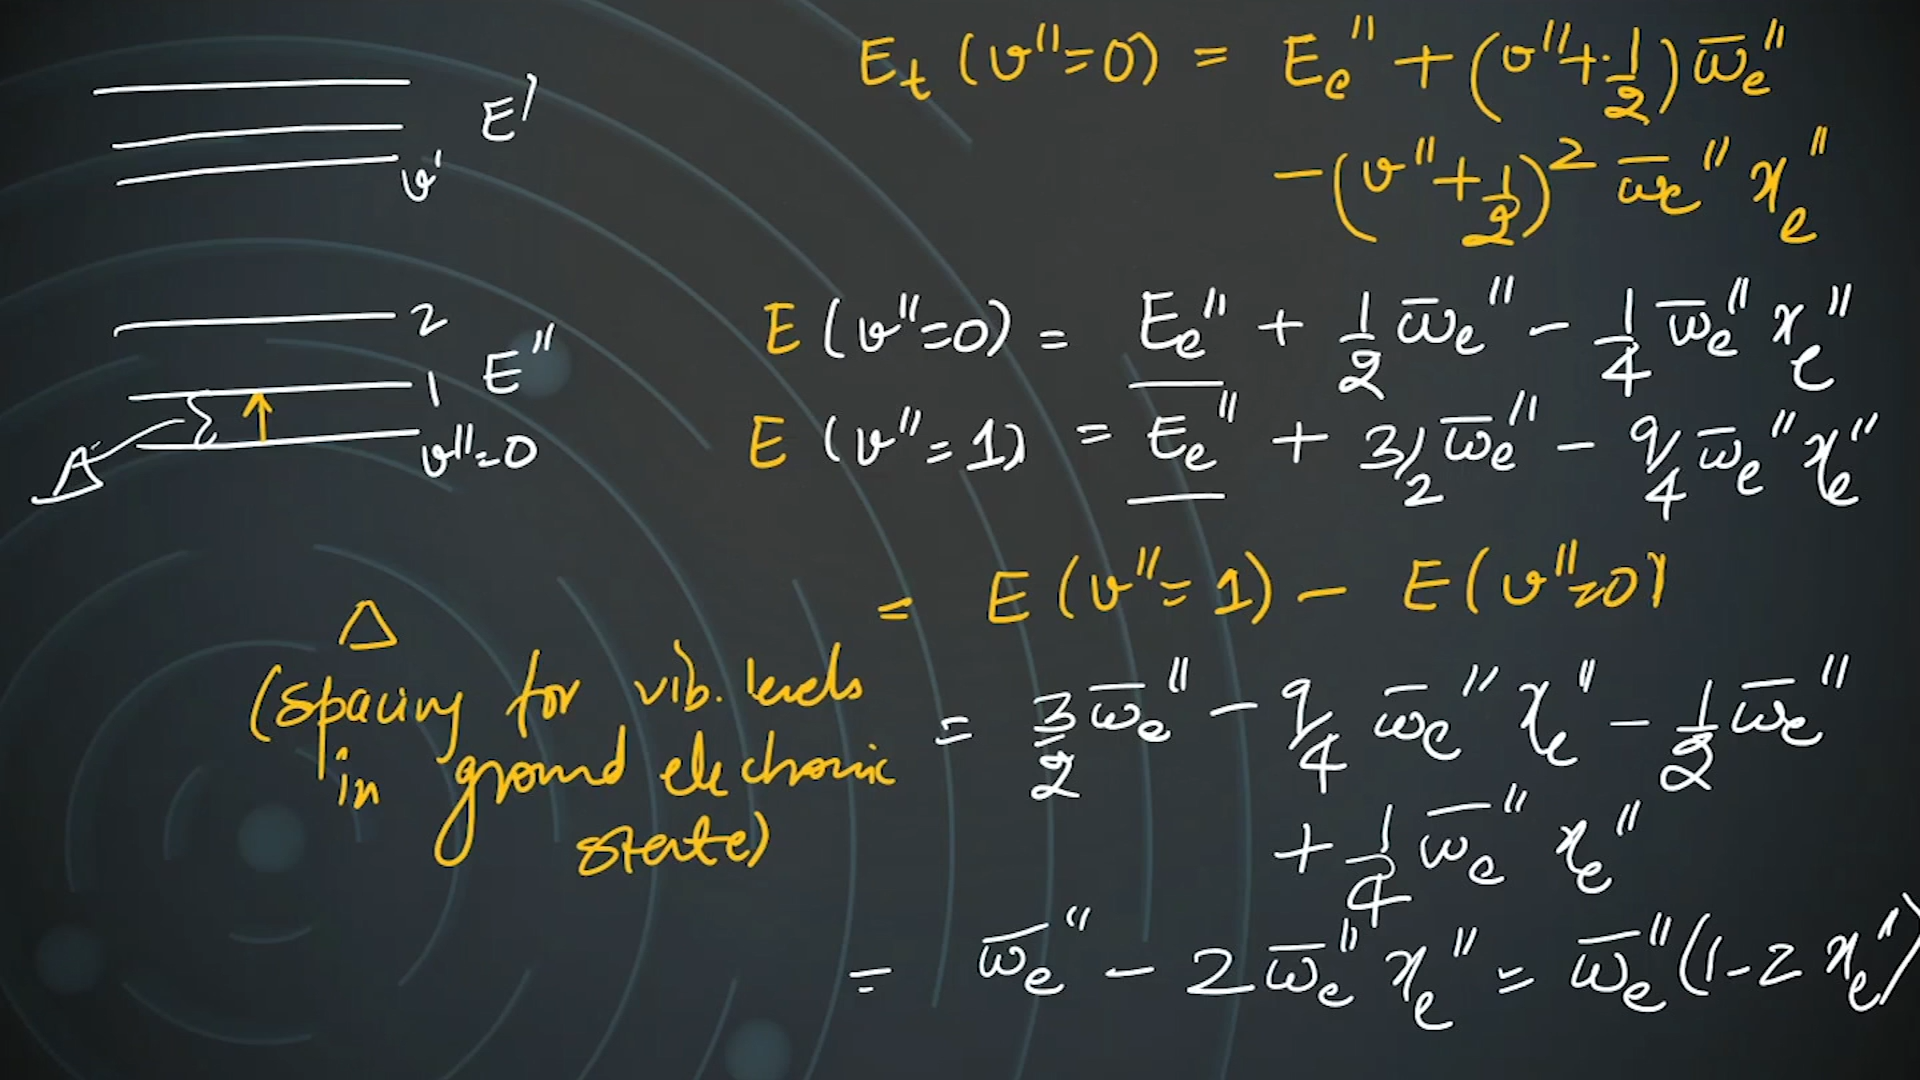 E'
v'
2
E''
1
v''=0
Δ
E_t (v''=0) = E_e'' + (v''+1/2) ω̄_e''
-(v''+1/2)² ω̄_e'' x_e''
E (v''=0) = E_e'' + 1/2 ω̄_e'' - 1/4 ω̄_e'' x_e''
E (v''=1) = E_e'' + 3/2 ω̄_e'' - 9/4 ω̄_e'' x_e''
Δ
(spacing for vib. levels
in ground electronic
state)
= E (v''=1) - E (v''=0)
= 3/2 ω̄_e'' - 9/4 ω̄_e'' x_e'' - 1/2 ω̄_e''
+ 1/4 ω̄_e'' x_e''
= ω̄_e'' - 2 ω̄_e'' x_e'' = ω̄_e'' (1-2 x_e'')